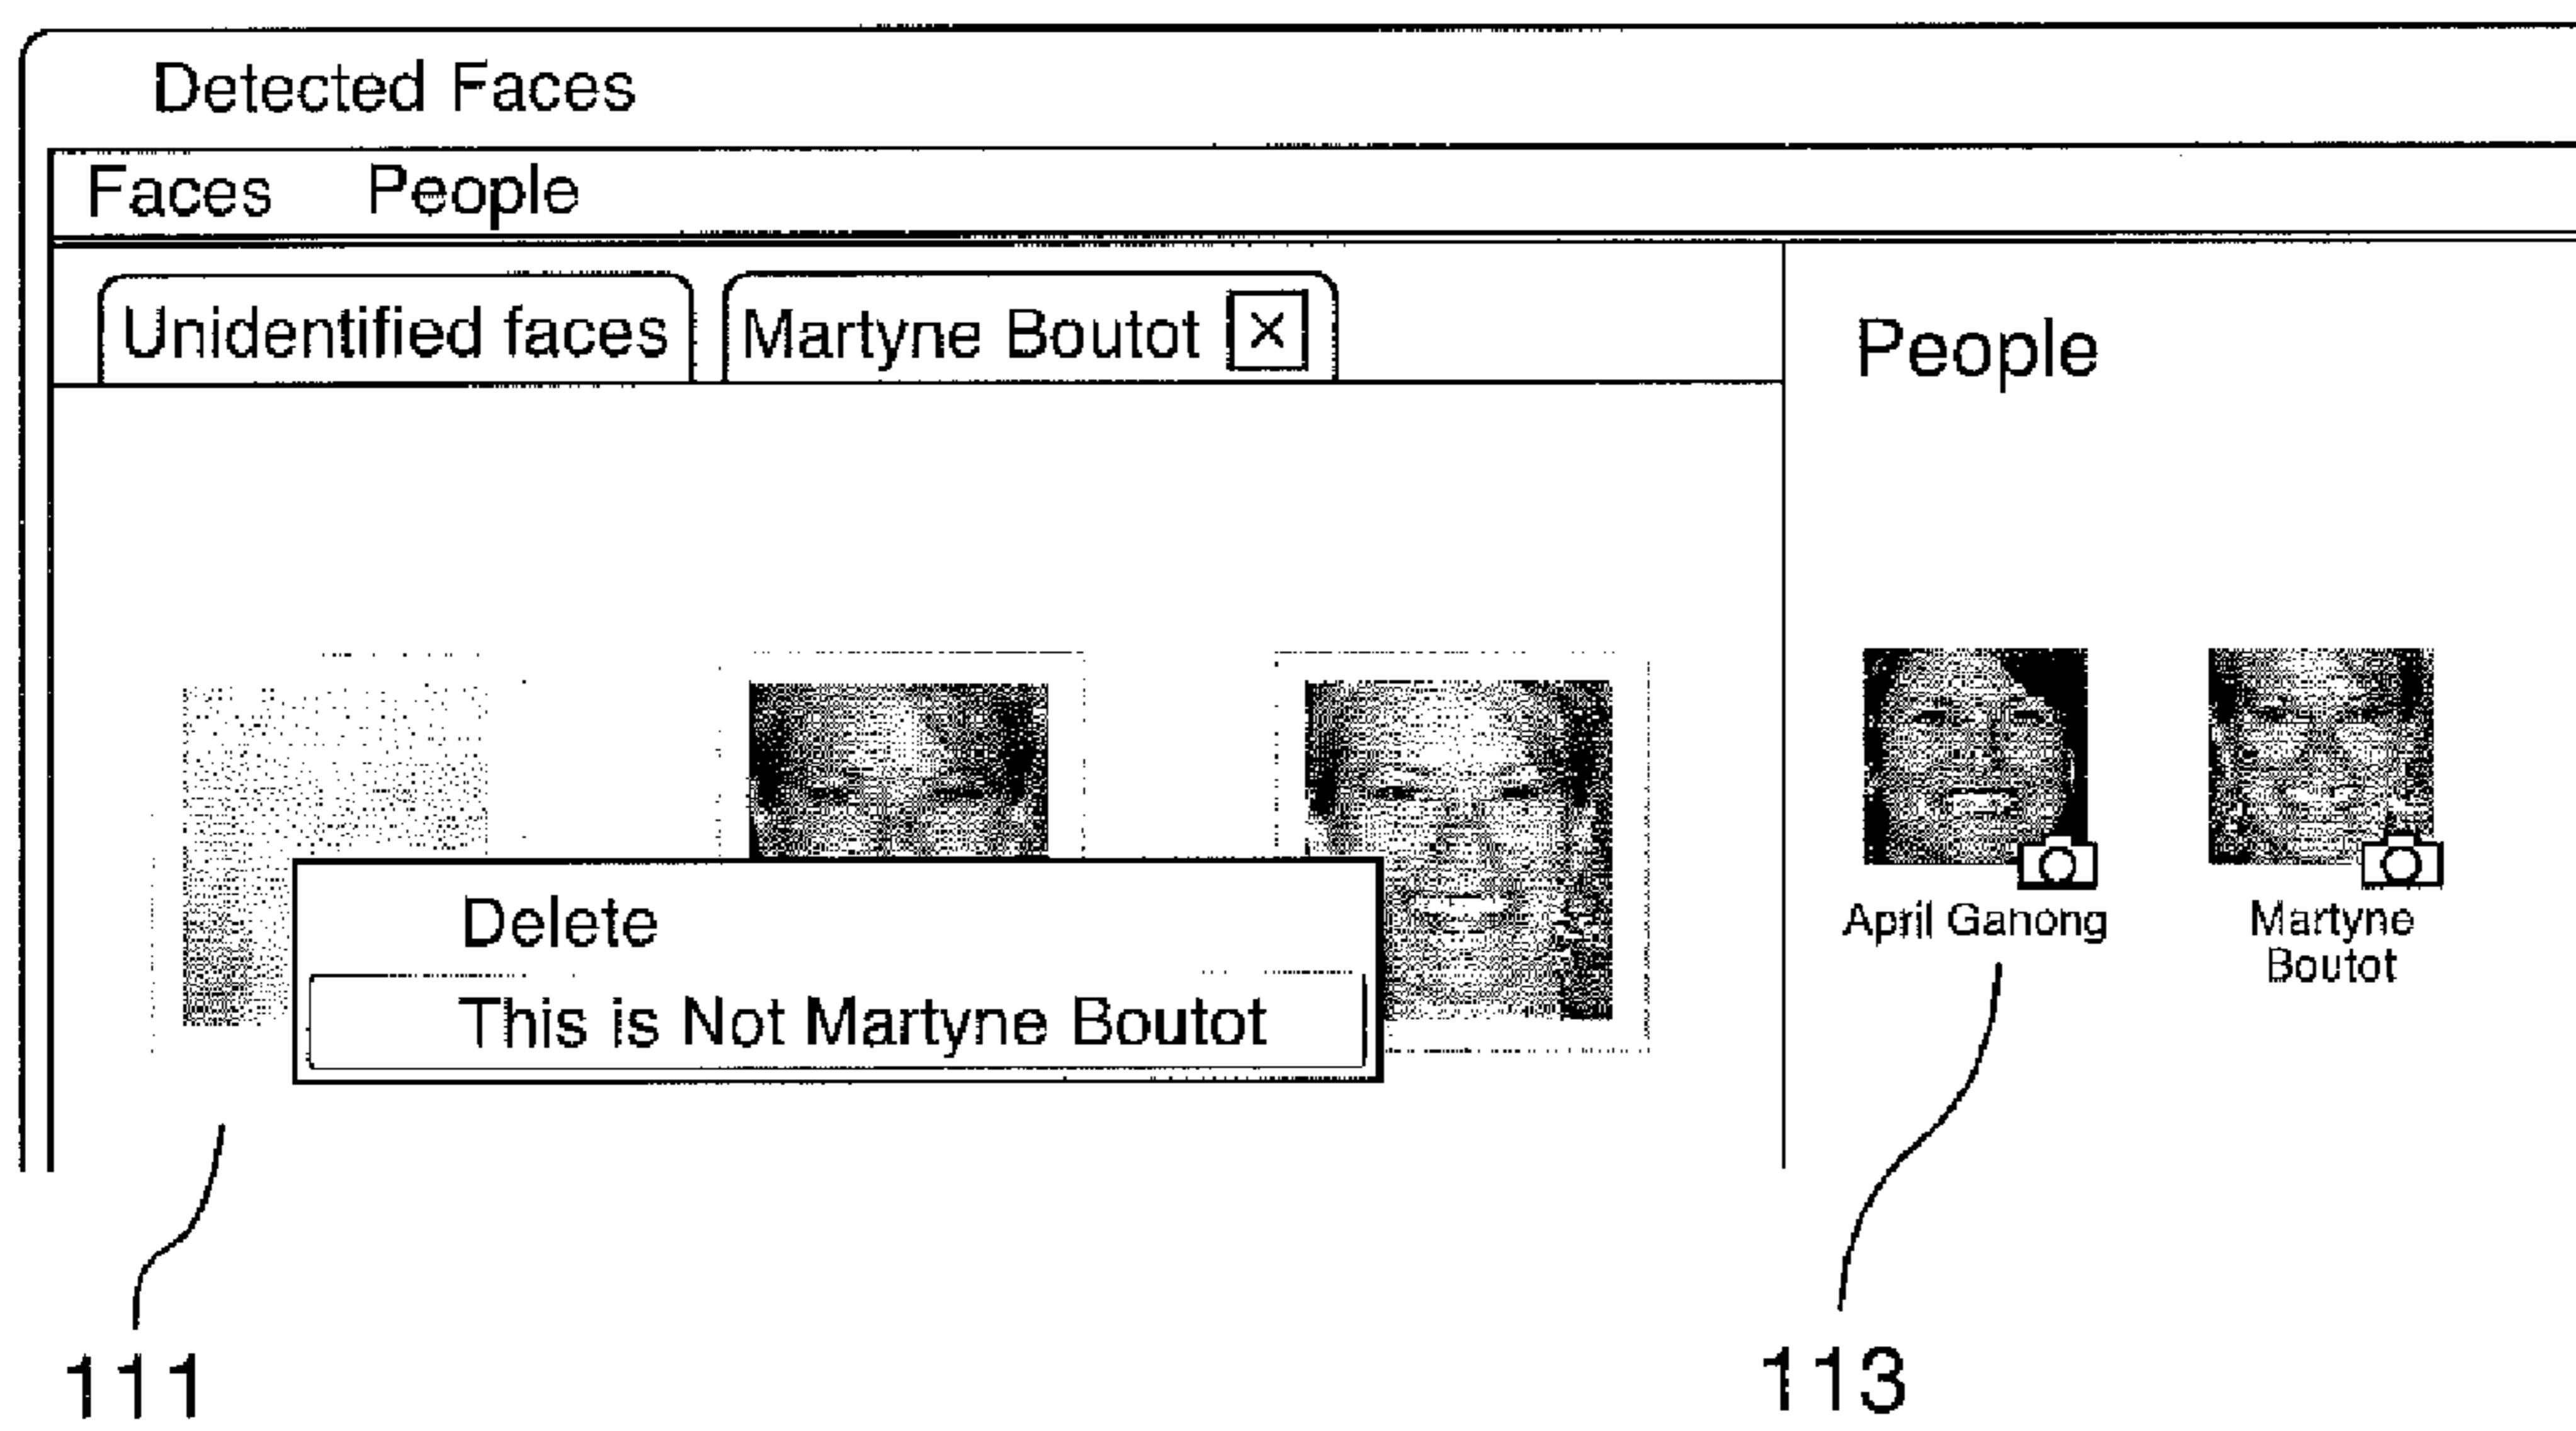 Detected Faces
Faces People
Unidentified faces Martyne Boutot X
People
Delete
This is Not Martyne Boutot
April Ganong
Martyne
Boutot
111
113